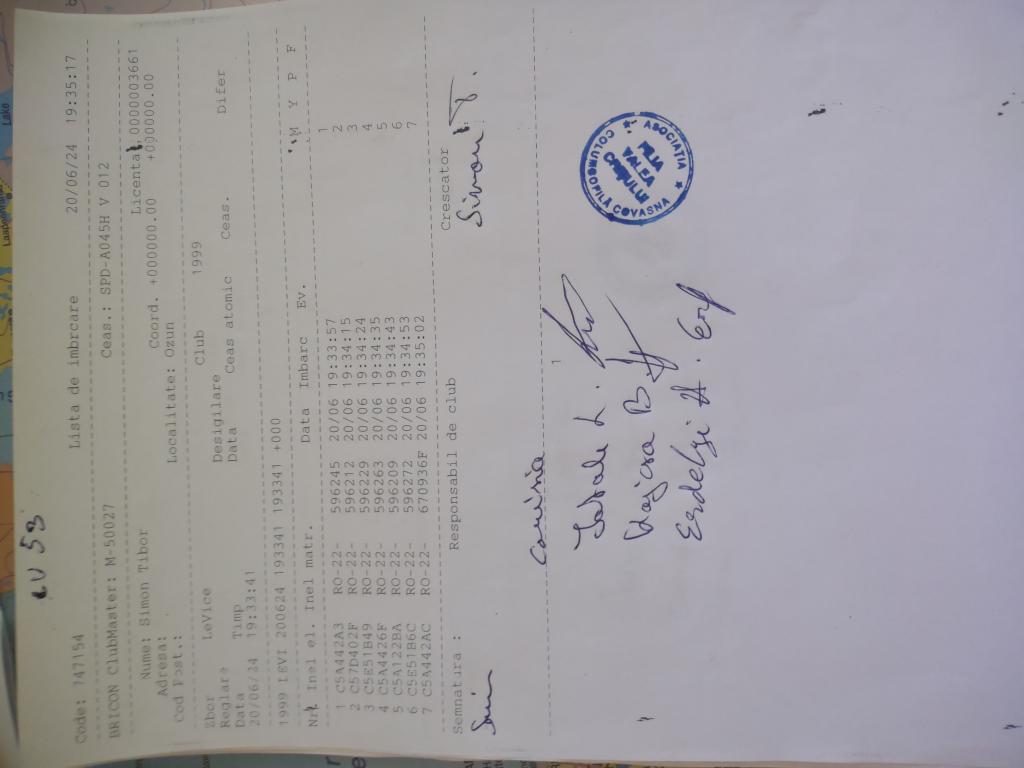 LV 53
Code: 747154 Lista de imbrcare 20/06/24 19:35:17
BRICON ClubMaster: M-50027 Ceas.: SPD-A045H V 012
Nume: Simon Tibor Licenta: 0000003661
Adresa: Coord. +000000.00 +000000.00
Cod Post.: Localitate: Ozun
Zbor LeVice Club 1999
Reglare Desigilare
Data Timp Data Ceas atomic Ceas. Difer
20/06/24 19:33:41
1999 LEVI 200624 193341 193341 +000
Nr. Inel el. Inel matr. Data Imbarc Ev. M Y P F
1
1 C5A442A3 RO-22- 596245 20/06 19:33:57 2
2 C57D402F RO-22- 596212 20/06 19:34:15 3
3 C5E51B49 RO-22- 596229 20/06 19:34:24 4
4 C5A4426F RO-22- 596263 20/06 19:34:35 5
5 C5A122BA RO-22- 596209 20/06 19:34:43 6
6 C5E51B6C RO-22- 596272 20/06 19:34:53 7
7 C5A442AC RO-22- 670936F 20/06 19:35:02
Semnatura : Responsabil de club Crescator
Simon T.
1
Comisia
B
Erdelyi H.
ASOCIATIA COLUMBOFILA COVASNA
FILIA
VALEA
CRISULUI